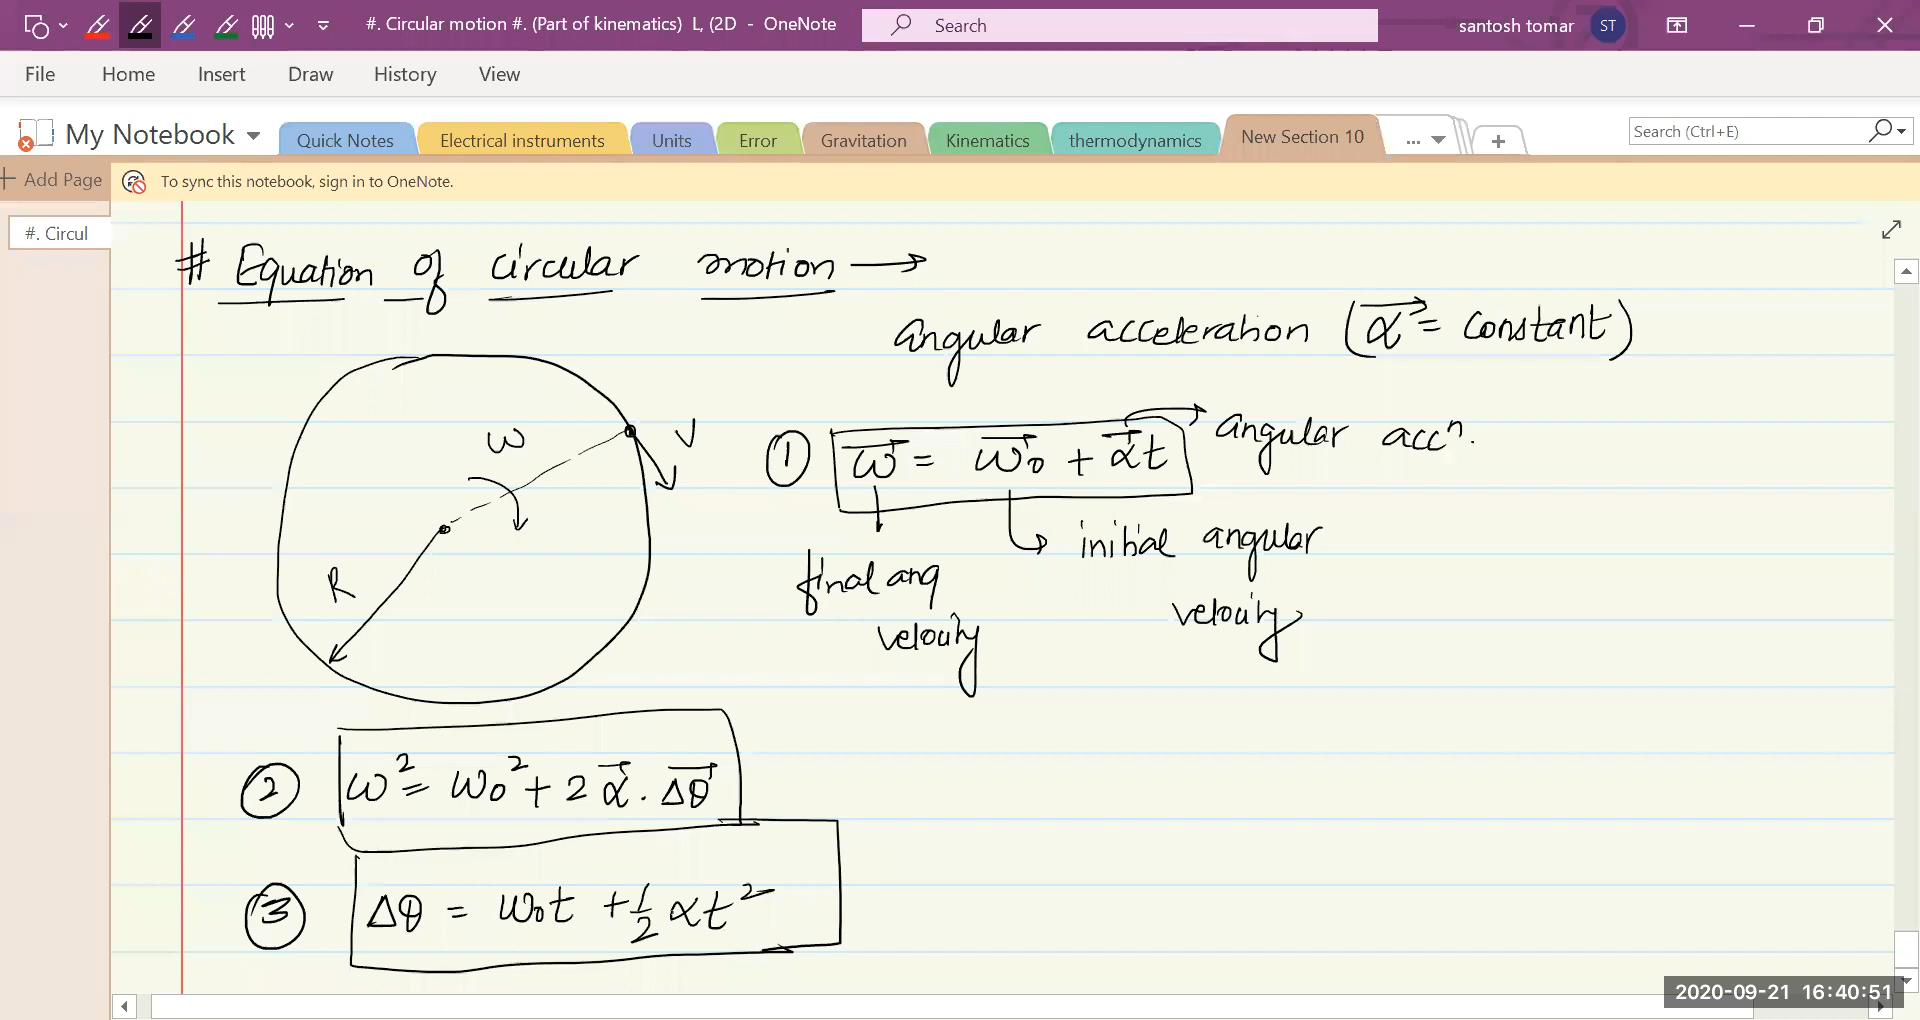 #. Circular motion #. (Part of kinematics) L, (2D - OneNote
Search
santosh tomar
ST
File Home Insert Draw History View
My Notebook
Quick Notes
Electrical instruments
Units
Error
Gravitation
Kinematics
thermodynamics
New Section 10
...
+
Search (Ctrl+E)
+ Add Page
To sync this notebook, sign in to OneNote.
#. Circul
# Equation of circular motion →
angular acceleration (α⃗ = constant)
ω
V
R
① ω⃗ = ω⃗₀ + α⃗t → angular accⁿ.
initial angular
velocity
final ang
velocity
② ω² = ω₀² + 2 α⃗ . Δθ⃗
③ Δθ = ω₀t + 1/2 αt²
2020-09-21 16:40:51